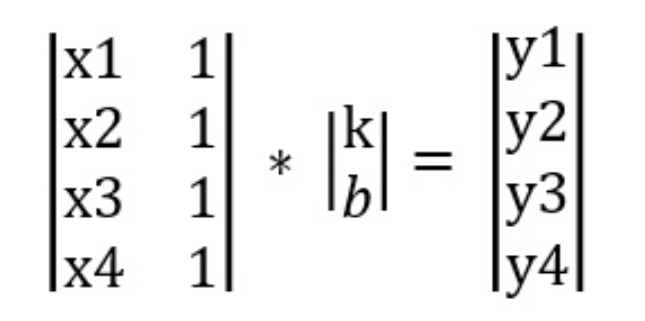 |x1 1| |y1|
|x2 1| * |k| = |y2|
|x3 1| |b| |y3|
|x4 1| |y4|